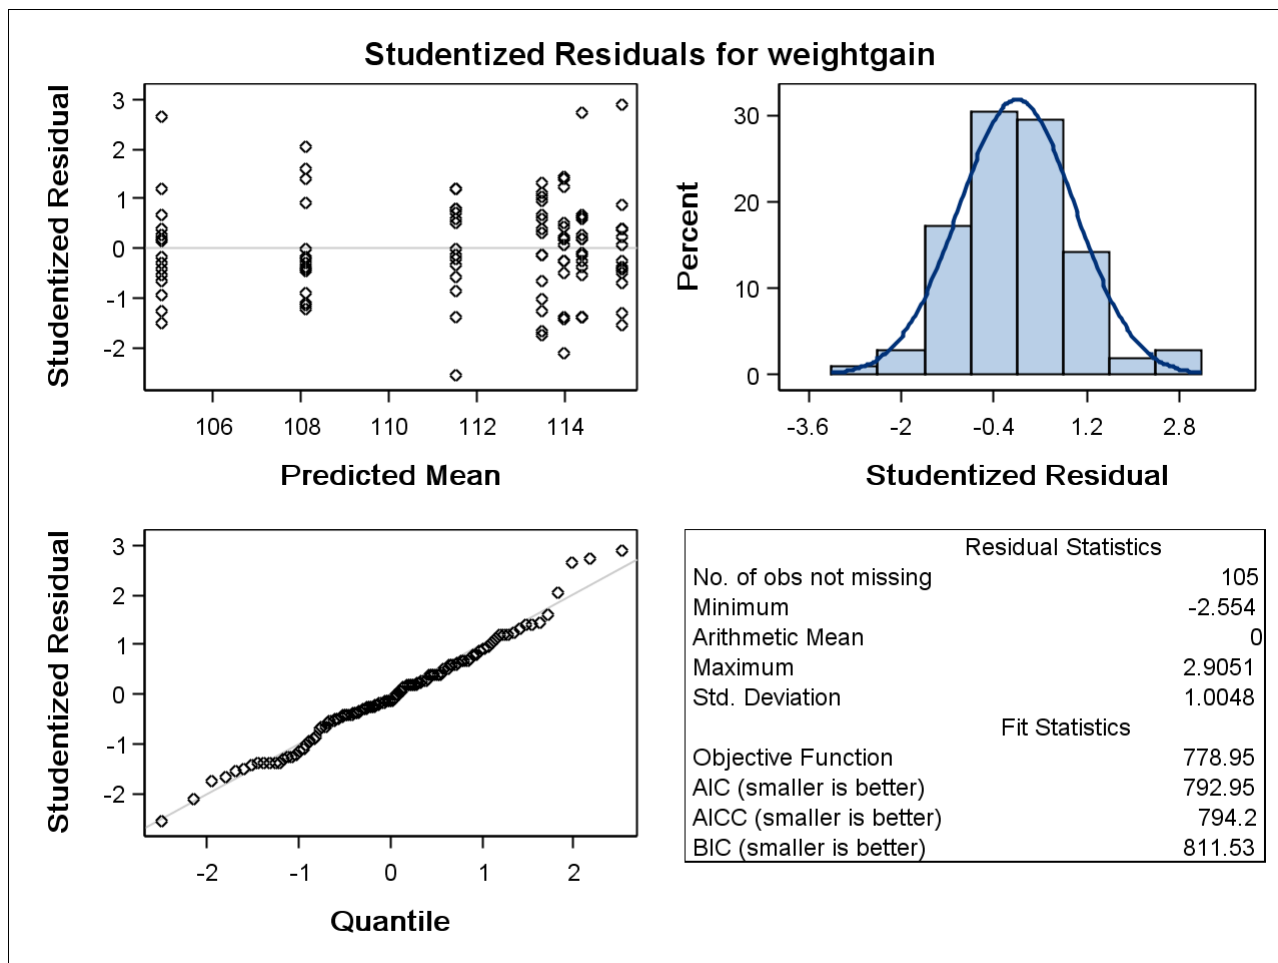 Studentized Residuals for weightgain
Studentized Residual
3
2
1
0
-1
-2
106 108 110 112 114
Predicted Mean
Percent
30
20
10
0
-3.6 -2 -0.4 1.2 2.8
Studentized Residual
Studentized Residual
3
2
1
0
-1
-2
-2 -1 0 1 2
Quantile
Residual Statistics
No. of obs not missing 105
Minimum -2.554
Arithmetic Mean 0
Maximum 2.9051
Std. Deviation 1.0048
Fit Statistics
Objective Function 778.95
AIC (smaller is better) 792.95
AICC (smaller is better) 794.2
BIC (smaller is better) 811.53